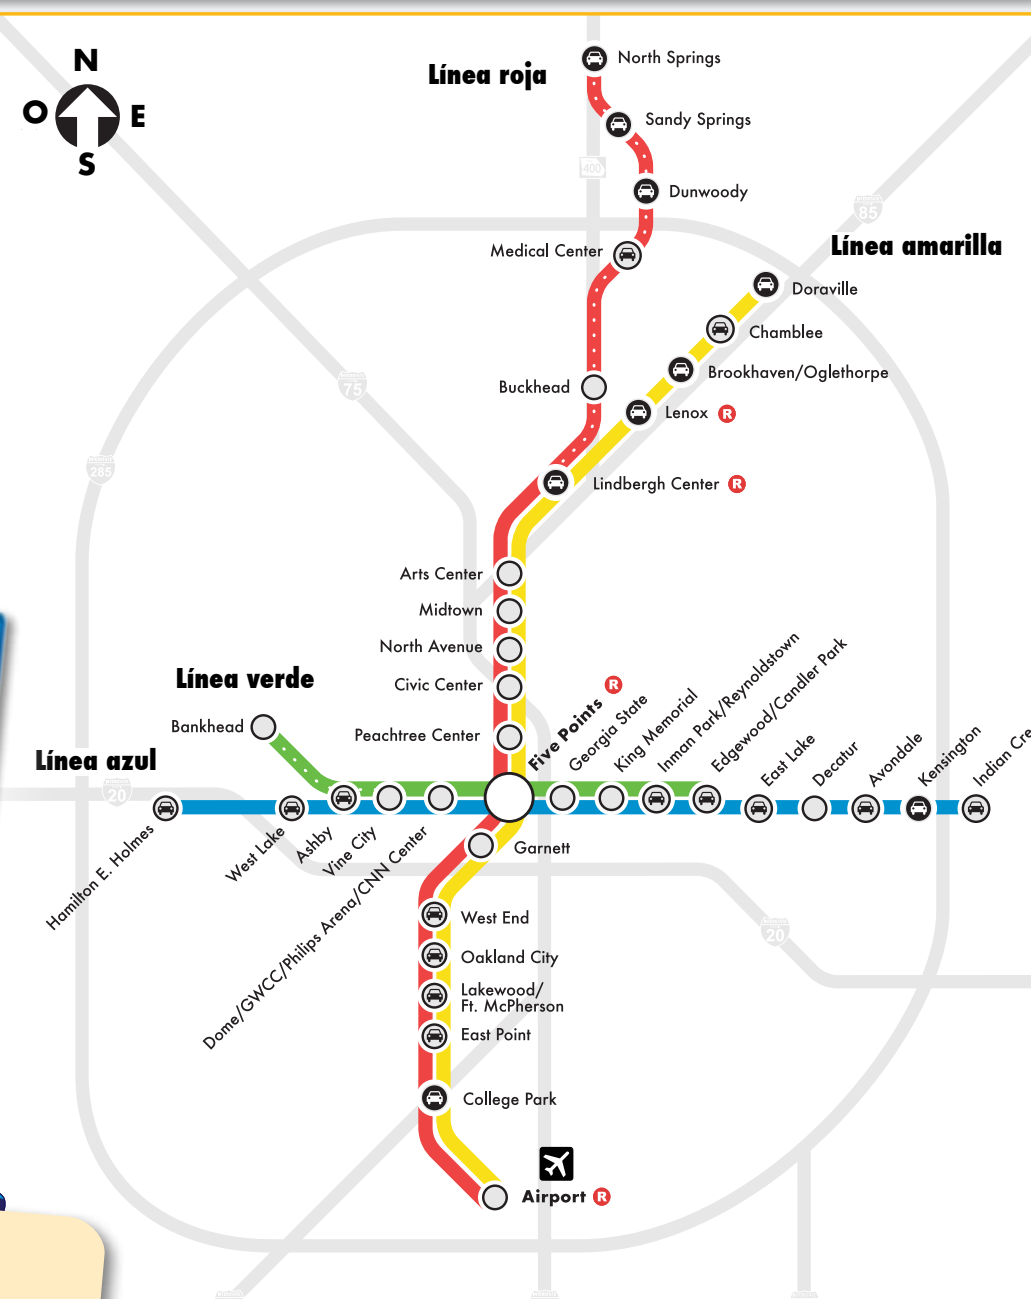 N
O E
S
Línea roja
North Springs
Sandy Springs
400
Dunwoody
85
Línea amarilla
Medical Center
Doraville
Chamblee
Brookhaven/Oglethorpe
75
Buckhead
Lenox R
285
Lindbergh Center R
Arts Center
Midtown
North Avenue
Civic Center
Peachtree Center
Línea verde
Bankhead
Línea azul
20
Hamilton E. Holmes
West Lake
Ashby
Vine City
Dome/GWCC/Philips Arena/CNN Center
Five Points R
Georgia State
King Memorial
Inman Park/Reynoldstown
Edgewood/Candler Park
East Lake
Decatur
Avondale
Kensington
Indian Cre
Garnett
West End
20
Oakland City
Lakewood/
Ft. McPherson
East Point
College Park
Airport R